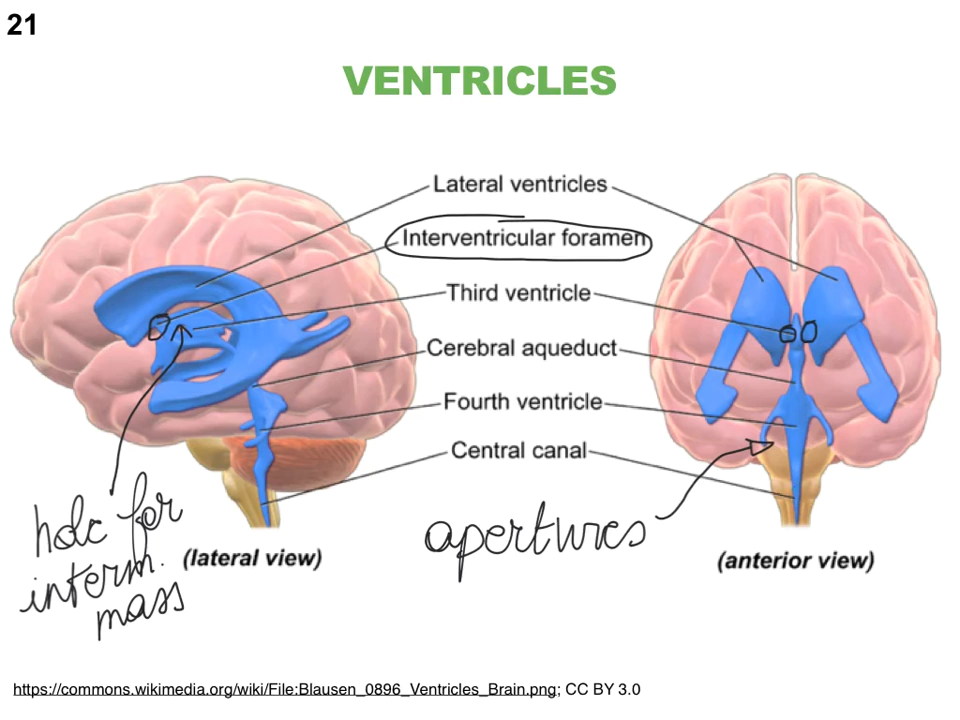 21
VENTRICLES
Lateral ventricles
Interventricular foramen
Third ventricle
Cerebral aqueduct
Fourth ventricle
Central canal
hole for
interm.
mass
apertures
(lateral view)
(anterior view)
https://commons.wikimedia.org/wiki/File:Blausen_0896_Ventricles_Brain.png; CC BY 3.0